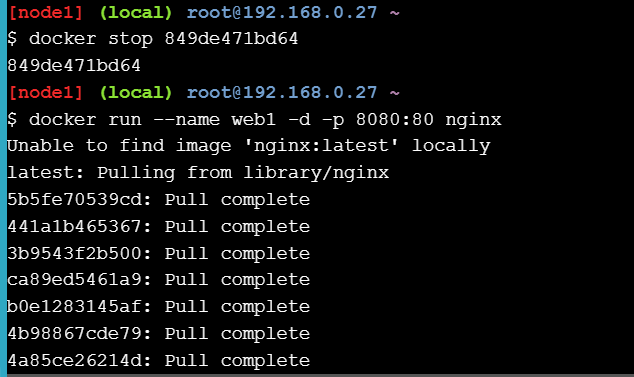 [node1] (local) root@192.168.0.27 ~
$ docker stop 849de471bd64
849de471bd64
[node1] (local) root@192.168.0.27 ~
$ docker run --name web1 -d -p 8080:80 nginx
Unable to find image 'nginx:latest' locally
latest: Pulling from library/nginx
5b5fe70539cd: Pull complete
441a1b465367: Pull complete
3b9543f2b500: Pull complete
ca89ed5461a9: Pull complete
b0e1283145af: Pull complete
4b98867cde79: Pull complete
4a85ce26214d: Pull complete